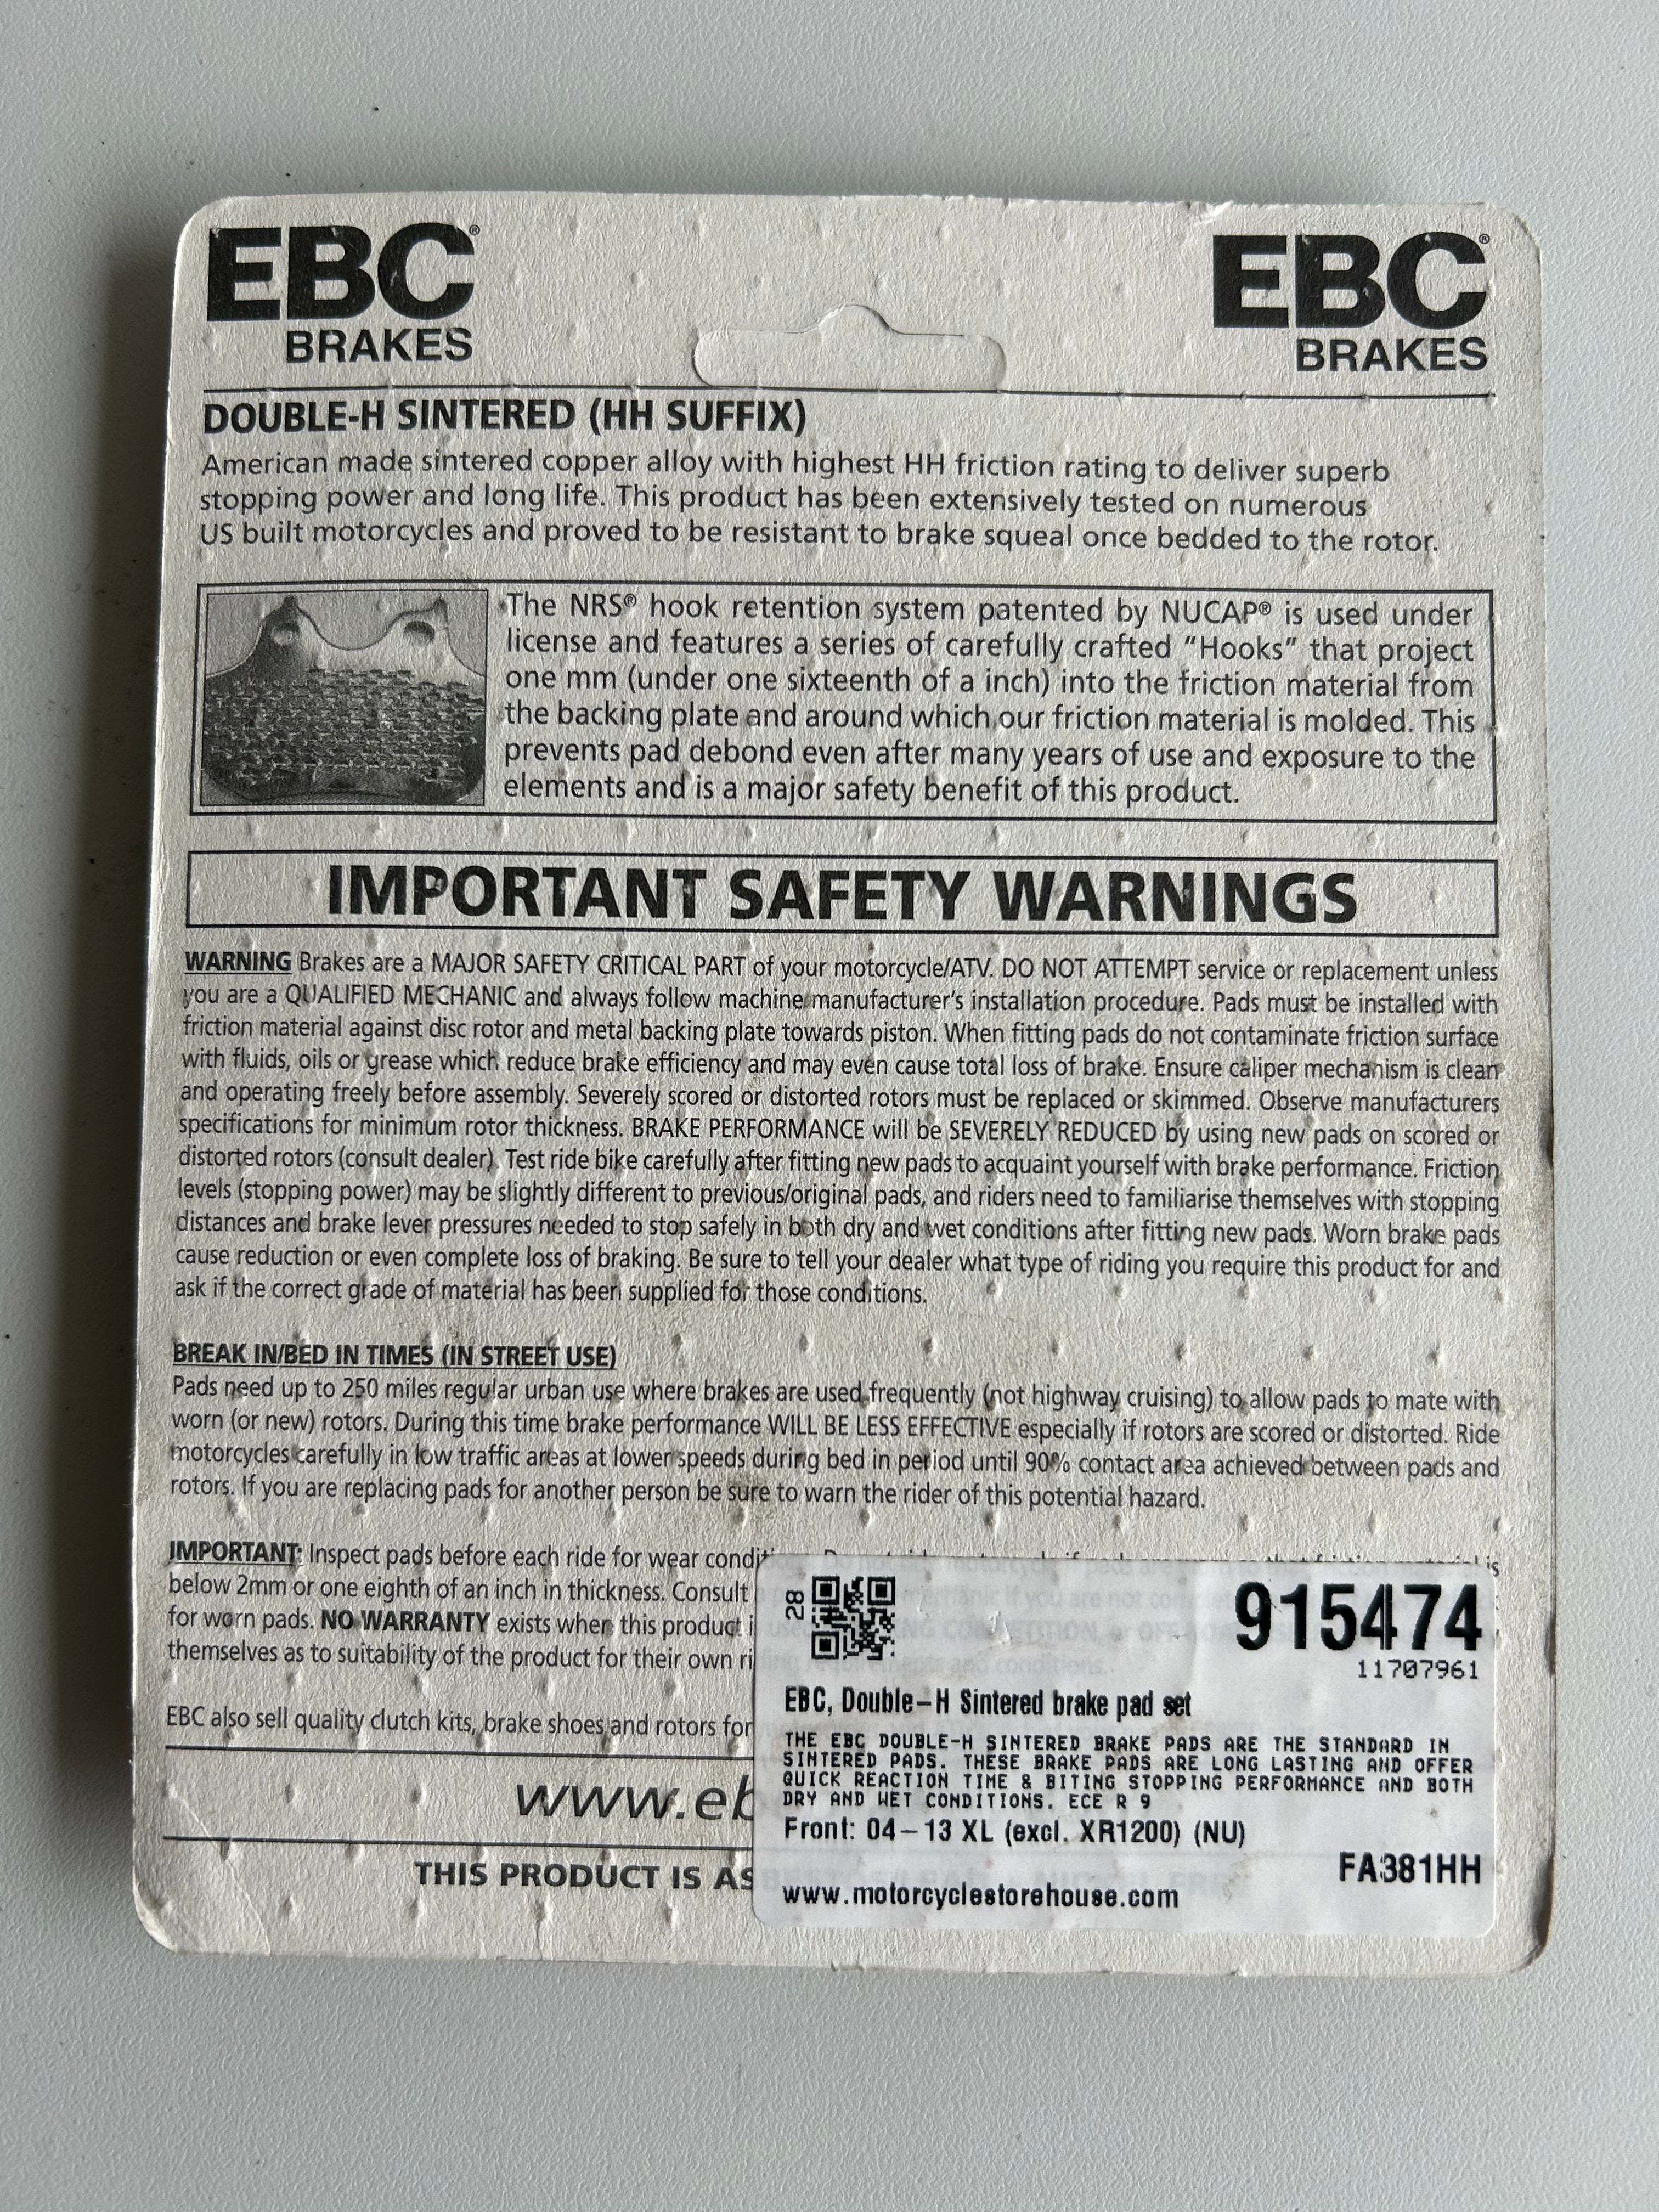 EBC® EBC®
BRAKES BRAKES
DOUBLE-H SINTERED (HH SUFFIX)
American made sintered copper alloy with highest HH friction rating to deliver superb
stopping power and long life. This product has been extensively tested on numerous
US built motorcycles and proved to be resistant to brake squeal once bedded to the rotor.
The NRS® hook retention system patented by NUCAP® is used under
license and features a series of carefully crafted “Hooks” that project
one mm (under one sixteenth of a inch) into the friction material from
the backing plate and around which our friction material is molded. This
prevents pad debond even after many years of use and exposure to the
elements and is a major safety benefit of this product.
IMPORTANT SAFETY WARNINGS
WARNING Brakes are a MAJOR SAFETY CRITICAL PART of your motorcycle/ATV. DO NOT ATTEMPT service or replacement unless
you are a QUALIFIED MECHANIC and always follow machine manufacturer's installation procedure. Pads must be installed with
friction material against disc rotor and metal backing plate towards piston. When fitting pads do not contaminate friction surface
with fluids, oils or grease which reduce brake efficiency and may even cause total loss of brake. Ensure caliper mechanism is clean
and operating freely before assembly. Severely scored or distorted rotors must be replaced or skimmed. Observe manufacturers
specifications for minimum rotor thickness. BRAKE PERFORMANCE will be SEVERELY REDUCED by using new pads on scored or
distorted rotors (consult dealer). Test ride bike carefully after fitting new pads to acquaint yourself with brake performance. Friction
levels (stopping power) may be slightly different to previous/original pads, and riders need to familiarise themselves with stopping
distances and brake lever pressures needed to stop safely in both dry and wet conditions after fitting new pads. Worn brake pads
cause reduction or even complete loss of braking. Be sure to tell your dealer what type of riding you require this product for and
ask if the correct grade of material has been supplied for those conditions.
BREAK IN/BED IN TIMES (IN STREET USE)
Pads need up to 250 miles regular urban use where brakes are used frequently (not highway cruising) to allow pads to mate with
worn (or new) rotors. During this time brake performance WILL BE LESS EFFECTIVE especially if rotors are scored or distorted. Ride
motorcycles carefully in low traffic areas at lower speeds during bed in period until 90% contact area achieved between pads and
rotors. If you are replacing pads for another person be sure to warn the rider of this potential hazard.
IMPORTANT: Inspect pads before each ride for wear is
below 2mm or one eighth of an inch in thickness. Consult
for worn pads. NO WARRANTY exists when this product
themselves as to suitability of the product for their own
EBC also sell quality clutch kits, brake shoes and rotors for
www.eb
THIS PRODUCT IS AS
28
915474
11707961
EBC, Double-H Sintered brake pad set
THE EBC DOUBLE-H SINTERED BRAKE PADS ARE THE STANDARD IN
SINTERED PADS. THESE BRAKE PADS ARE LONG LASTING AND OFFER
QUICK REACTION TIME & BITING STOPPING PERFORMANCE AND BOTH
DRY AND WET CONDITIONS. ECE R 9
Front: 04-13 XL (excl. XR1200) (NU)
FA381HH
www.motorcyclestorehouse.com